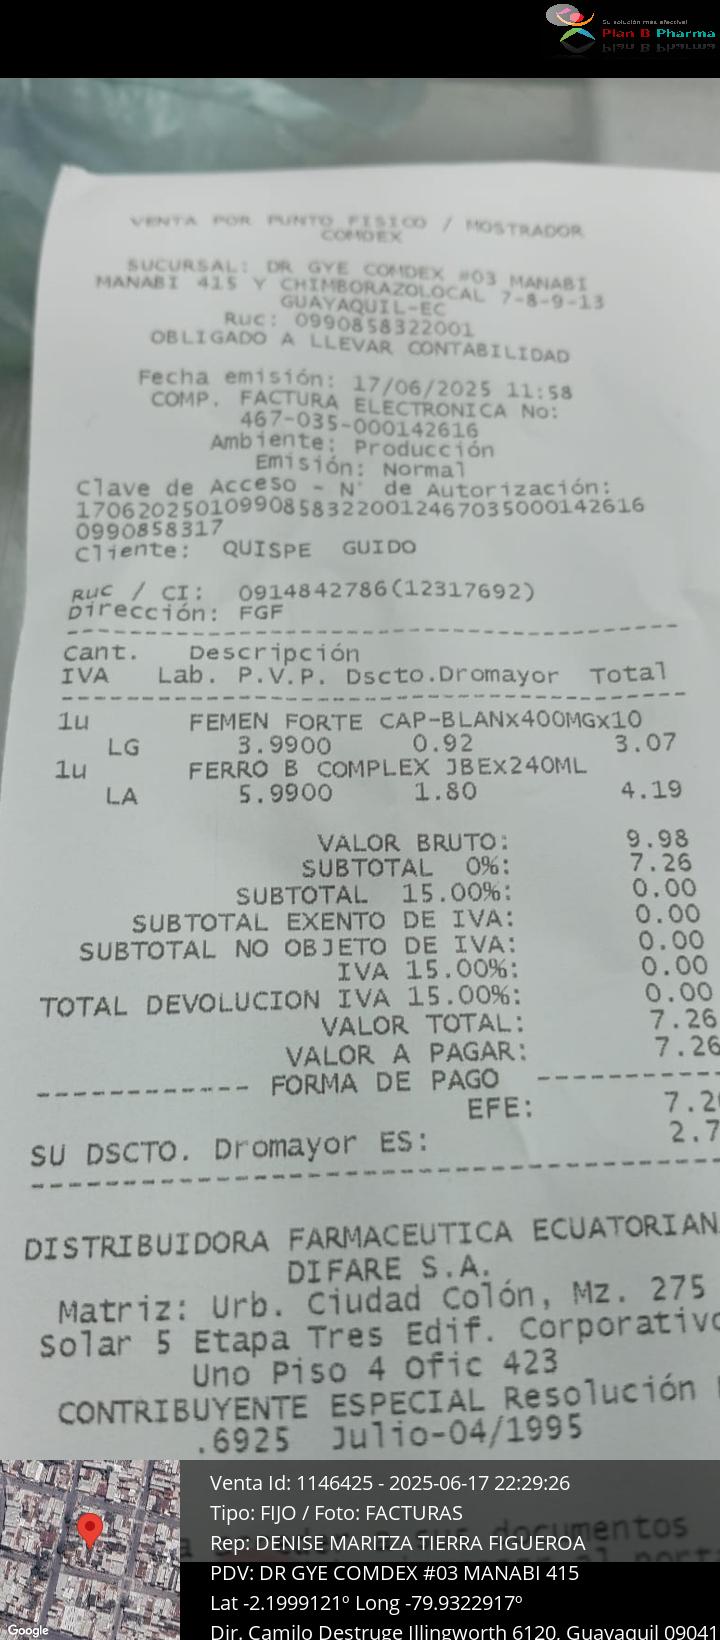 Su solución más efectiva!
Plan B Pharma
VENTA POR PUNTO FISICO / MOSTRADOR
COMDEX
SUCURSAL: DR GYE COMDEX #03 MANABI
MANABI 415 Y CHIMBORAZOLOCAL 7-8-9-13
GUAYAQUIL-EC
Ruc: 0990858322001
OBLIGADO A LLEVAR CONTABILIDAD
Fecha emisión: 17/06/2025 11:58
COMP. FACTURA ELECTRONICA No:
467-035-000142616
Ambiente: Producción
Emisión: Normal
Clave de Acceso - N° de Autorización:
170620250109908583220012467035000142616
0990858317
Cliente: QUISPE GUIDO
Ruc / CI: 0914842786(12317692)
Dirección: FGF
Cant. Descripción
IVA Lab. P.V.P. Dscto.Dromayor Total
1u FEMEN FORTE CAP-BLANx400MGx10
LG 3.9900 0.92 3.07
1u FERRO B COMPLEX JBEx240ML
LA 5.9900 1.80 4.19
VALOR BRUTO: 9.98
SUBTOTAL 0%: 7.26
SUBTOTAL 15.00%: 0.00
SUBTOTAL EXENTO DE IVA: 0.00
SUBTOTAL NO OBJETO DE IVA: 0.00
IVA 15.00%: 0.00
TOTAL DEVOLUCION IVA 15.00%: 0.00
VALOR TOTAL: 7.26
VALOR A PAGAR: 7.26
------------ FORMA DE PAGO ----------
EFE: 7.2
SU DSCTO. Dromayor ES: 2.7
DISTRIBUIDORA FARMACEUTICA ECUATORIAN
DIFARE S.A.
Matriz: Urb. Ciudad Colón, Mz. 275
Solar 5 Etapa Tres Edif. Corporativo
Uno Piso 4 Ofic 423
CONTRIBUYENTE ESPECIAL Resolución
.6925 Julio-04/1995
documentos
Venta Id: 1146425 - 2025-06-17 22:29:26
Tipo: FIJO / Foto: FACTURAS
Rep: DENISE MARITZA TIERRA FIGUEROA
PDV: DR GYE COMDEX #03 MANABI 415
Lat -2.1999121º Long -79.9322917º
Dir. Camilo Destruge Illingworth 6120, Guayaquil 09041
Google